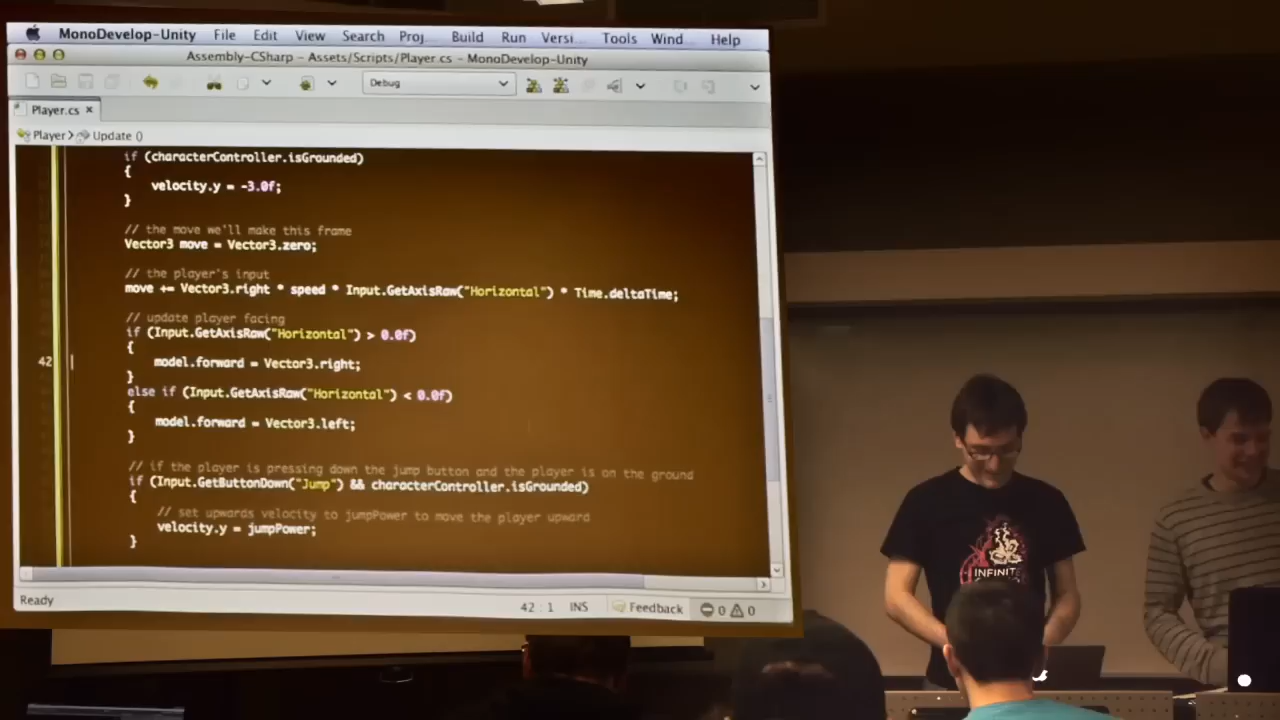 MonoDevelop-Unity File Edit View Search Proj... Build Run Versi... Tools Wind... Help
Assembly-CSharp – Assets/Scripts/Player.cs – MonoDevelop-Unity
Debug
Player.cs ×
Player > Update ()
if (characterController.isGrounded)
{
velocity.y = -3.0f;
}
// the move we'll make this frame
Vector3 move = Vector3.zero;
// the player's input
move += Vector3.right * speed * Input.GetAxisRaw("Horizontal") * Time.deltaTime;
// update player facing
if (Input.GetAxisRaw("Horizontal") > 0.0f)
{
42 model.forward = Vector3.right;
}
else if (Input.GetAxisRaw("Horizontal") < 0.0f)
{
model.forward = Vector3.left;
}
// if the player is pressing down the jump button and the player is on the ground
if (Input.GetButtonDown("Jump") && characterController.isGrounded)
{
// set upwards velocity to jumpPower to move the player upward
velocity.y = jumpPower;
}
Ready 42 : 1 INS Feedback 0 0
INFINITE